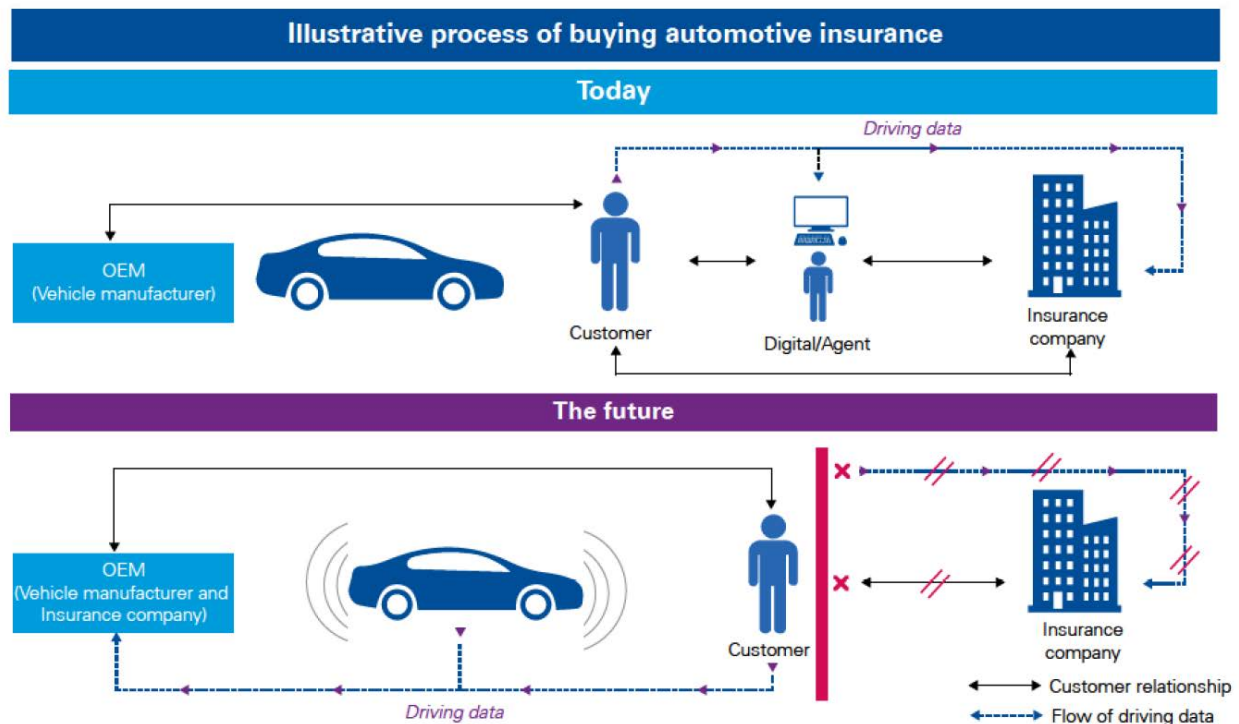 Illustrative process of buying automotive insurance
Today
Driving data
OEM
(Vehicle manufacturer)
Customer
Digital/Agent
Insurance
company
The future
OEM
(Vehicle manufacturer and
Insurance company)
Customer
Insurance
company
Driving data
Customer relationship
Flow of driving data